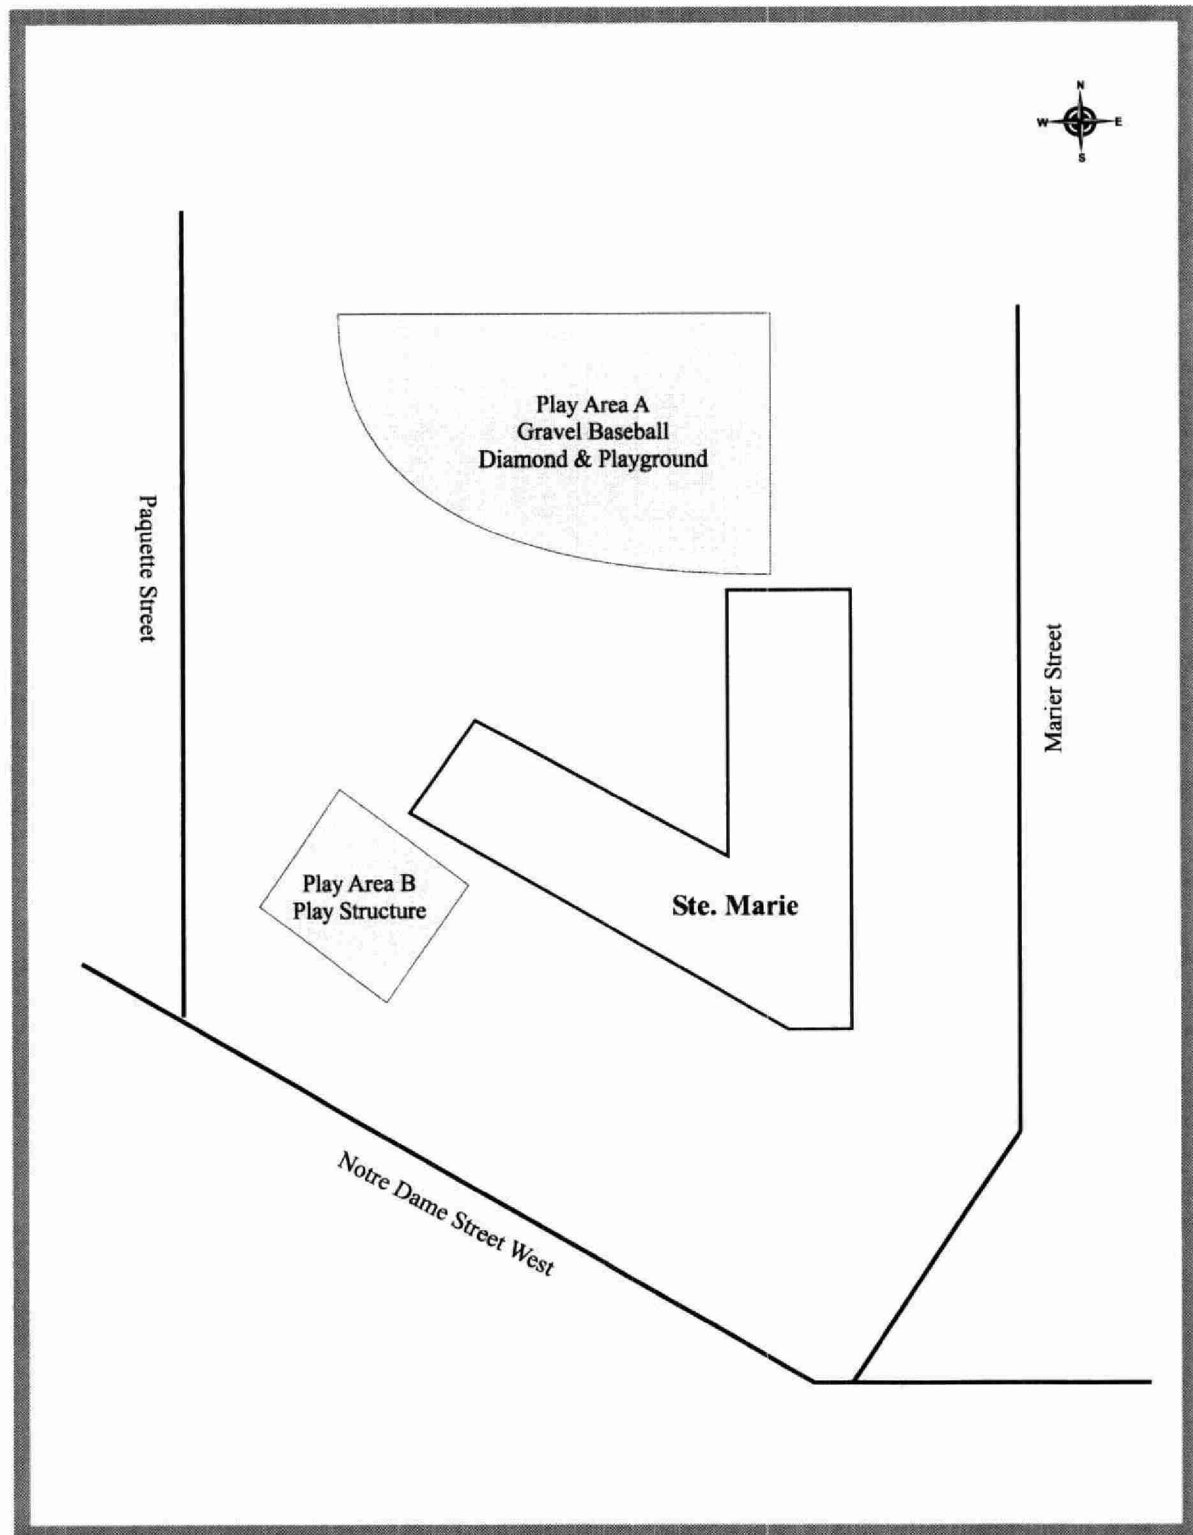 N
W E
S
Play Area A
Gravel Baseball
Diamond & Playground
Paquette Street
Marier Street
Play Area B
Play Structure
Ste. Marie
Notre Dame Street West